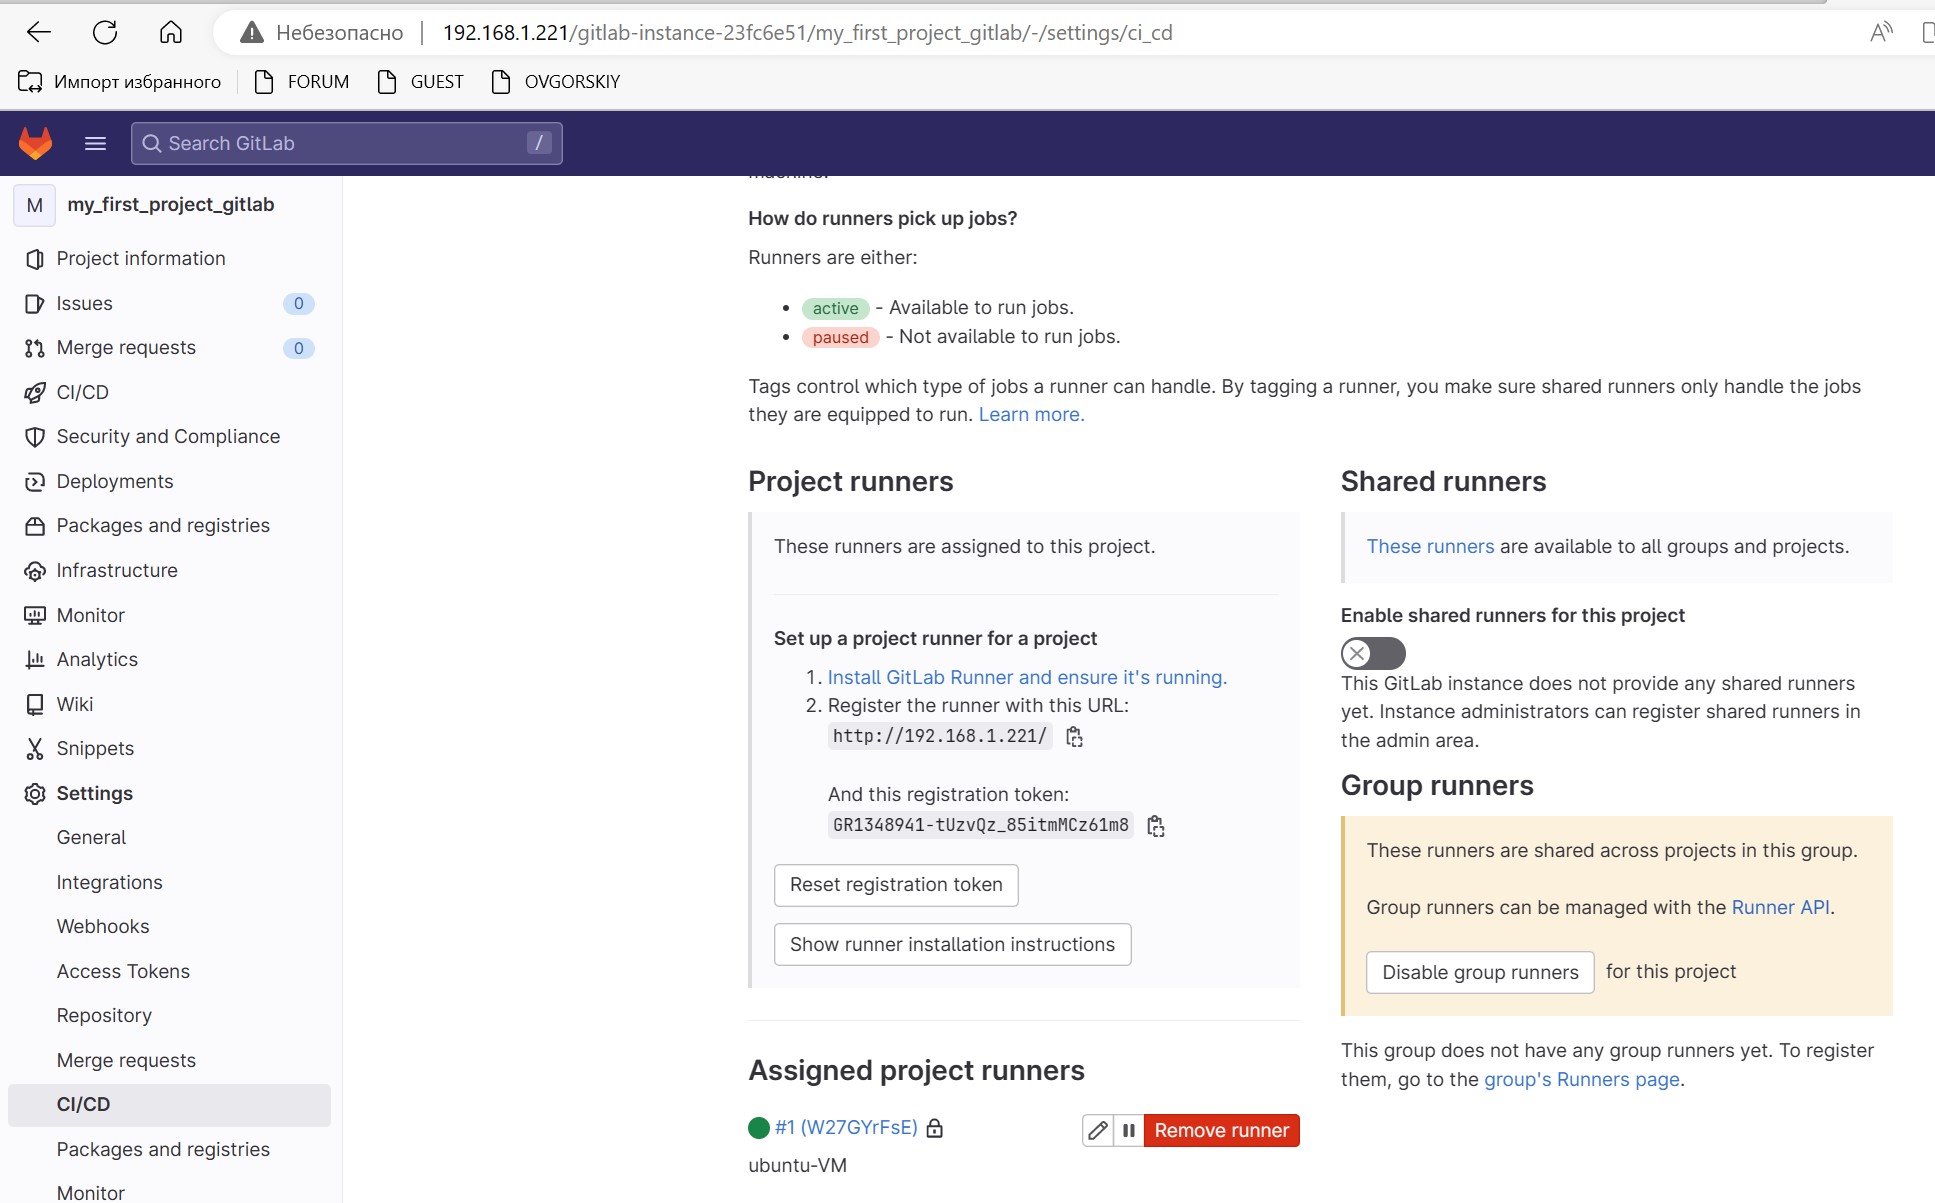 Небезопасно
192.168.1.221/gitlab-instance-23fc6e51/my_first_project_gitlab/-/settings/ci_cd
Импорт избранного
FORUM
GUEST
OVGORSKIY
Search GitLab
/
M
my_first_project_gitlab
Project information
Issues 0
Merge requests 0
CI/CD
Security and Compliance
Deployments
Packages and registries
Infrastructure
Monitor
Analytics
Wiki
Snippets
Settings
General
Integrations
Webhooks
Access Tokens
Repository
Merge requests
CI/CD
Packages and registries
Monitor
machine.
How do runners pick up jobs?
Runners are either:
• active - Available to run jobs.
• paused - Not available to run jobs.
Tags control which type of jobs a runner can handle. By tagging a runner, you make sure shared runners only handle the jobs
they are equipped to run. Learn more.
Project runners
These runners are assigned to this project.
Set up a project runner for a project
1. Install GitLab Runner and ensure it's running.
2. Register the runner with this URL:
http://192.168.1.221/
And this registration token:
GR1348941-tUzvQz_85itmMCz61m8
Reset registration token
Show runner installation instructions
Assigned project runners
#1 (W27GYrFsE)
Remove runner
ubuntu-VM
Shared runners
These runners are available to all groups and projects.
Enable shared runners for this project
This GitLab instance does not provide any shared runners
yet. Instance administrators can register shared runners in
the admin area.
Group runners
These runners are shared across projects in this group.
Group runners can be managed with the Runner API.
Disable group runners for this project
This group does not have any group runners yet. To register
them, go to the group's Runners page.